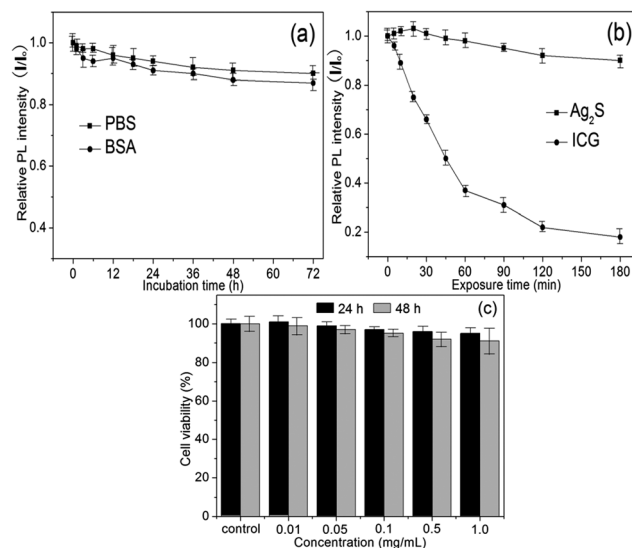 (a)
Relative PL intensity (I/I₀)
1.0
0.8
0.6
0.4
PBS
BSA
0 12 24 36 48 60 72
Incubation time (h)
(b)
Relative PL intensity (I/I₀)
1.0
0.8
0.6
0.4
0.2
Ag₂S
ICG
0 30 60 90 120 150 180
Exposure time (min)
(c)
24 h 48 h
Cell viability (%)
100
80
60
40
20
0
control 0.01 0.05 0.1 0.5 1.0
Concentration (mg/mL)